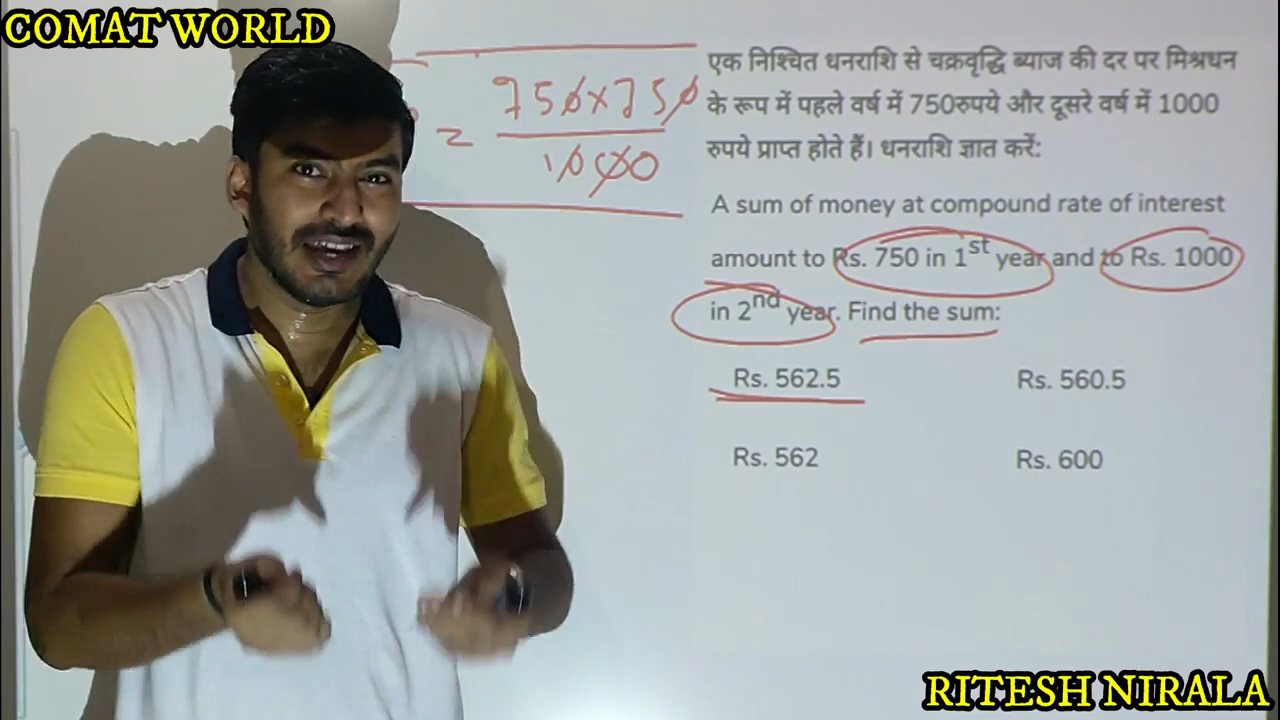 COMAT WORLD
= 750×750
1000
एक निश्चित धनराशि से चक्रवृद्धि ब्याज की दर पर मिश्रधन
के रूप में पहले वर्ष में 750रुपये और दूसरे वर्ष में 1000
रुपये प्राप्त होते हैं। धनराशि ज्ञात करें:
A sum of money at compound rate of interest
amount to Rs. 750 in 1st year and to Rs. 1000
in 2nd year. Find the sum:
Rs. 562.5 Rs. 560.5
Rs. 562 Rs. 600
RITESH NIRALA